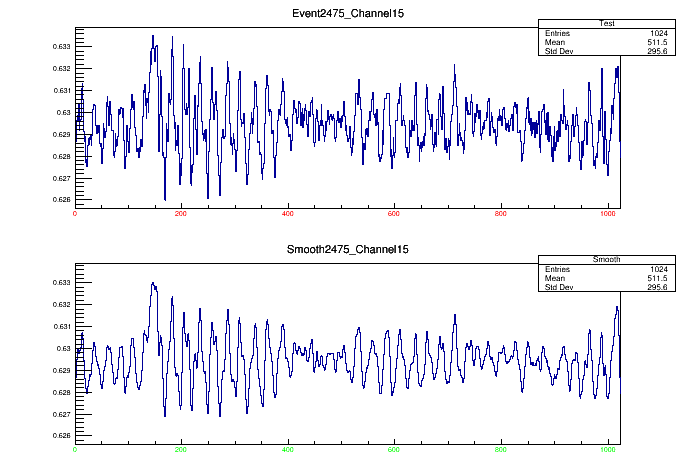 Event2475_Channel15
Test
Entries 1024
Mean 511.5
Std Dev 295.6
0.633
0.632
0.631
0.63
0.629
0.628
0.627
0.626
0 200 400 600 800 1000
Smooth2475_Channel15
Smooth
Entries 1024
Mean 511.5
Std Dev 295.6
0.633
0.632
0.631
0.63
0.629
0.628
0.627
0.626
0 200 400 600 800 1000